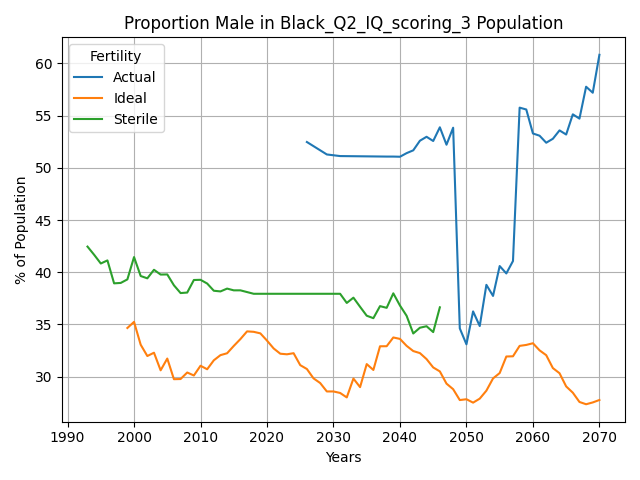 Proportion Male in Black_Q2_IQ_scoring_3 Population
Fertility
Actual
Ideal
Sterile
% of Population
60
55
50
45
40
35
30
1990
2000
2010
2020
2030
2040
2050
2060
2070
Years